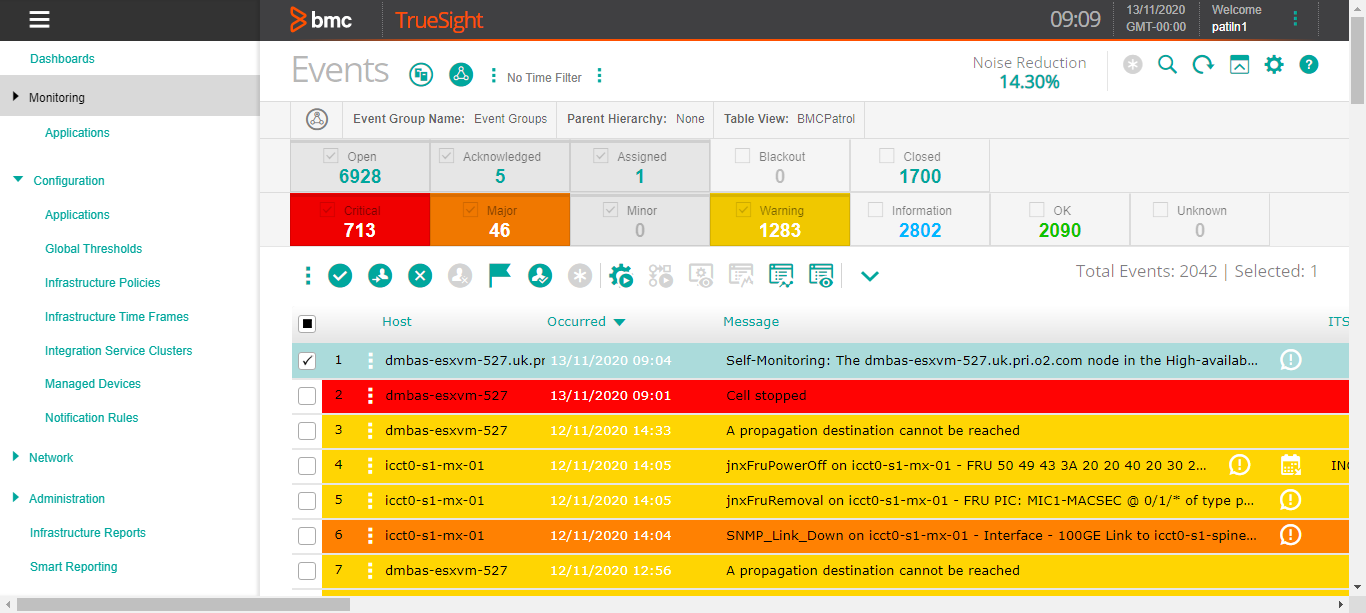 bmc TrueSight 09:09 13/11/2020 GMT-00:00 Welcome patiln1
Dashboards
Monitoring
Applications
Configuration
Applications
Global Thresholds
Infrastructure Policies
Infrastructure Time Frames
Integration Service Clusters
Managed Devices
Notification Rules
Network
Administration
Infrastructure Reports
Smart Reporting
Events No Time Filter Noise Reduction 14.30%
Event Group Name: Event Groups Parent Hierarchy: None Table View: BMCPatrol
Open Acknowledged Assigned Blackout Closed
6928 5 1 0 1700
Critical Major Minor Warning Information OK Unknown
713 46 0 1283 2802 2090 0
Total Events: 2042 | Selected: 1
Host Occurred Message ITS
1 dmbas-esxvm-527.uk.pri 13/11/2020 09:04 Self-Monitoring: The dmbas-esxvm-527.uk.pri.o2.com node in the High-availab...
2 dmbas-esxvm-527 13/11/2020 09:01 Cell stopped
3 dmbas-esxvm-527 12/11/2020 14:33 A propagation destination cannot be reached
4 icct0-s1-mx-01 12/11/2020 14:05 jnxFruPowerOff on icct0-s1-mx-01 - FRU 50 49 43 3A 20 20 40 20 30 2... INC
5 icct0-s1-mx-01 12/11/2020 14:05 jnxFruRemoval on icct0-s1-mx-01 - FRU PIC: MIC1-MACSEC @ 0/1/* of type p...
6 icct0-s1-mx-01 12/11/2020 14:04 SNMP_Link_Down on icct0-s1-mx-01 - Interface - 100GE Link to icct0-s1-spine...
7 dmbas-esxvm-527 12/11/2020 12:56 A propagation destination cannot be reached